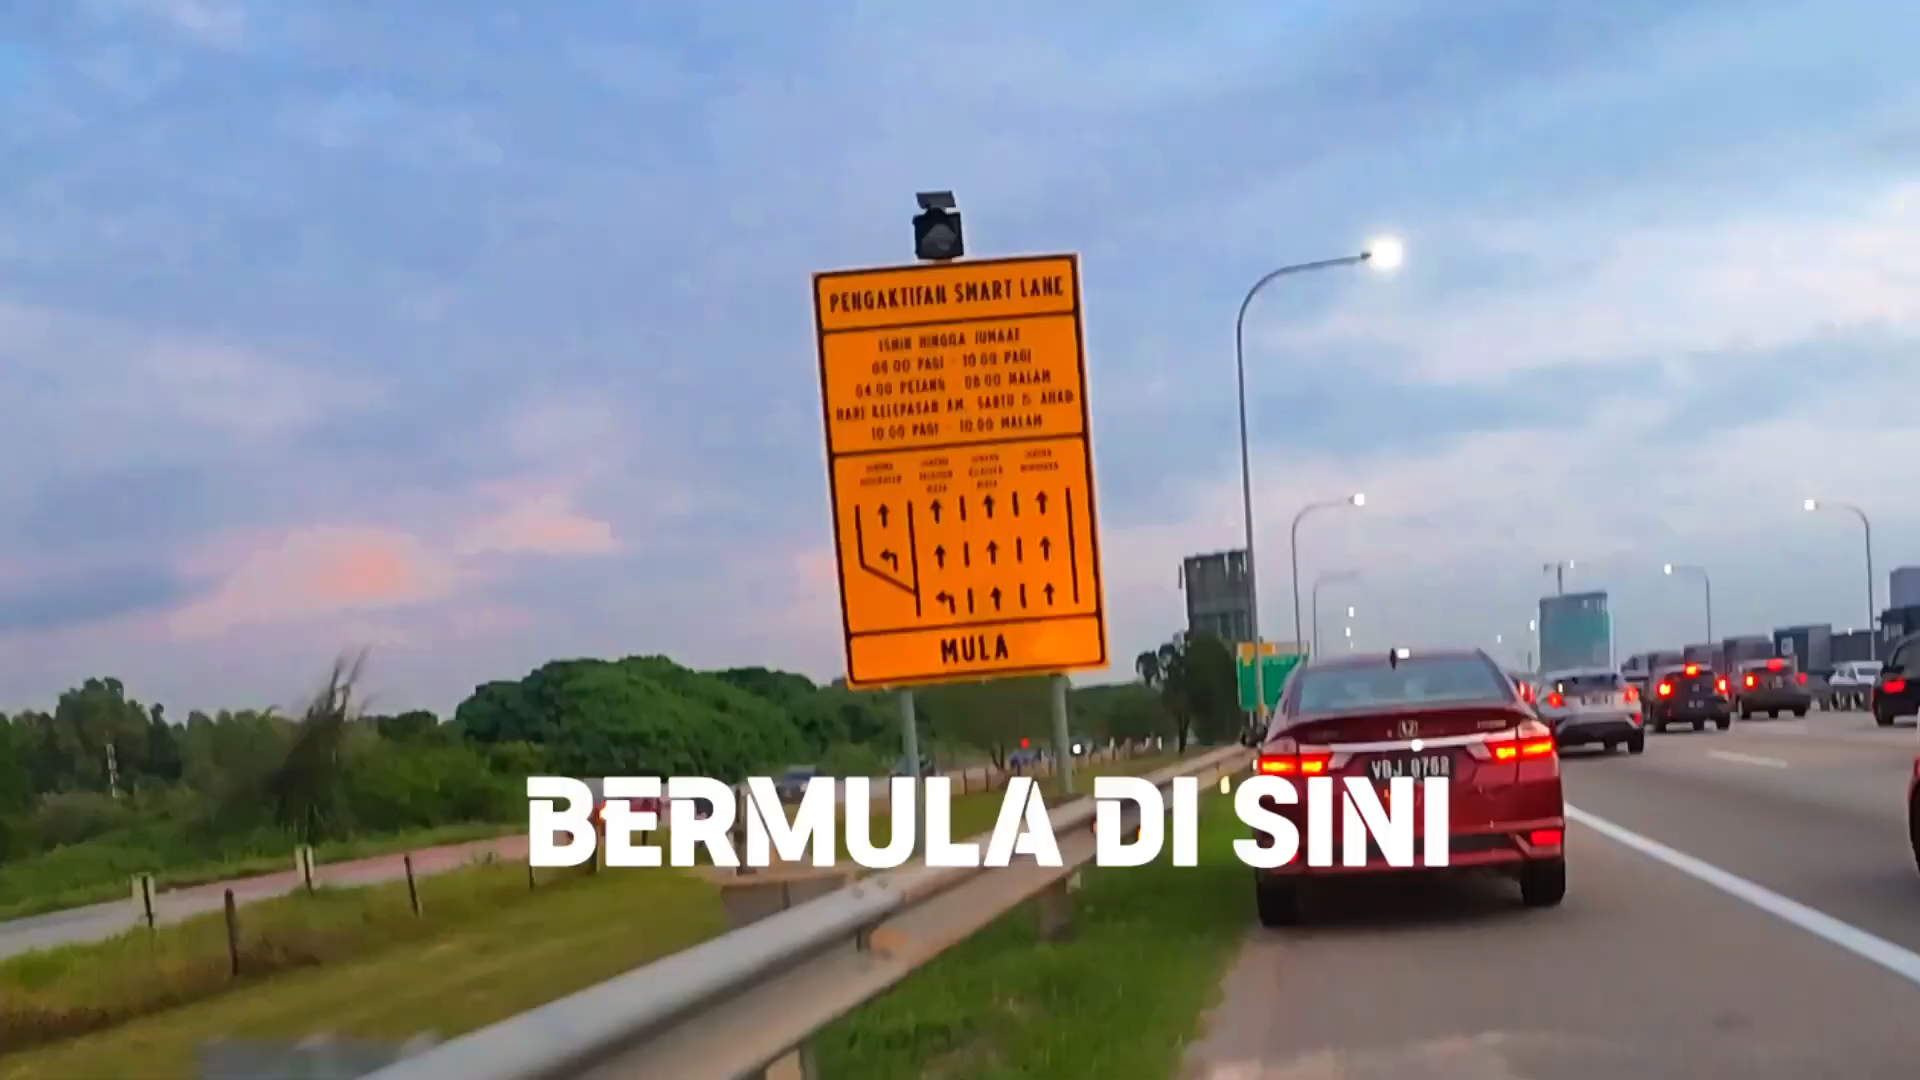 PENGAKTIFAN SMART LANE
ISNIN HINGGA JUMAAT
06.00 PAGI - 10.00 PAGI
04.00 PETANG - 08.00 MALAM
HARI KELEPASAN AM, SABTU & AHAD
10.00 PAGI - 10.00 MALAM
MULA
VDJ 9762
BERMULA DI SINI